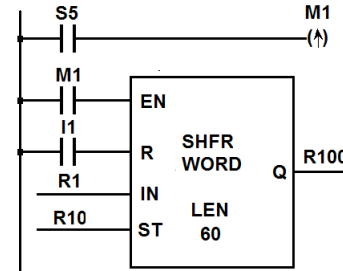 S5 M1
(↑)
M1
EN
I1
SHFR
R
WORD
Q R100
R1
IN
LEN
R10
ST
60